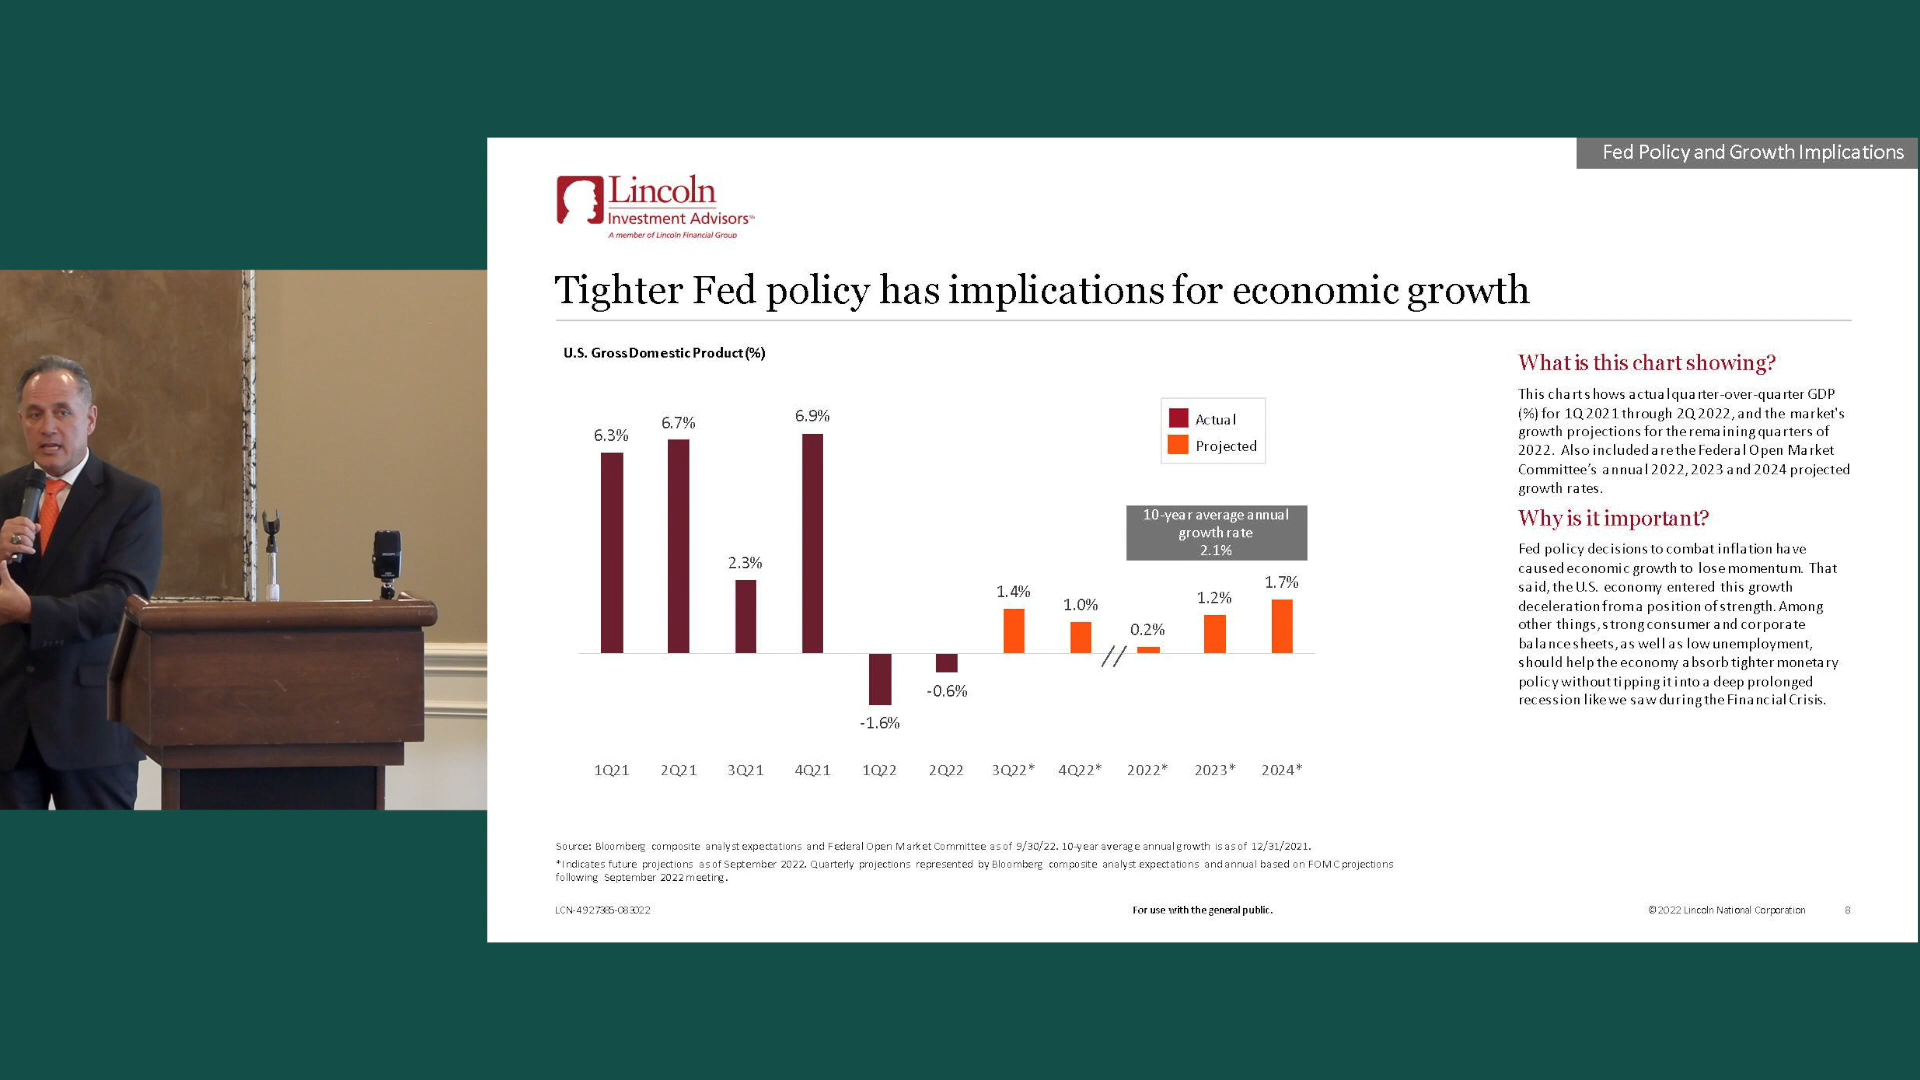 Fed Policy and Growth Implications
Lincoln
Investment Advisors℠
A member of Lincoln Financial Group
Tighter Fed policy has implications for economic growth
U.S. Gross Domestic Product (%)
Actual
Projected
10-year average annual
growth rate
2.1%
6.3%
6.7%
2.3%
6.9%
-1.6%
-0.6%
1.4%
1.0%
0.2%
1.2%
1.7%
1Q21
2Q21
3Q21
4Q21
1Q22
2Q22
3Q22*
4Q22*
2022*
2023*
2024*
What is this chart showing?
This chart shows actual quarter-over-quarter GDP
(%) for 1Q 2021 through 2Q 2022, and the market's
growth projections for the remaining quarters of
2022. Also included are the Federal Open Market
Committee’s annual 2022, 2023 and 2024 projected
growth rates.
Why is it important?
Fed policy decisions to combat inflation have
caused economic growth to lose momentum. That
said, the U.S. economy entered this growth
deceleration from a position of strength. Among
other things, strong consumer and corporate
balance sheets, as well as low unemployment,
should help the economy absorb tighter monetary
policy without tipping it into a deep prolonged
recession like we saw during the Financial Crisis.
Source: Bloomberg composite analyst expectations and Federal Open Market Committee as of 9/30/22. 10-year average annual growth is as of 12/31/2021.
*Indicates future projections as of September 2022. Quarterly projections represented by Bloomberg composite analyst expectations and annual based on FOMC projections
following September 2022 meeting.
LCN-4927385-083022
For use with the general public.
© 2022 Lincoln National Corporation
8